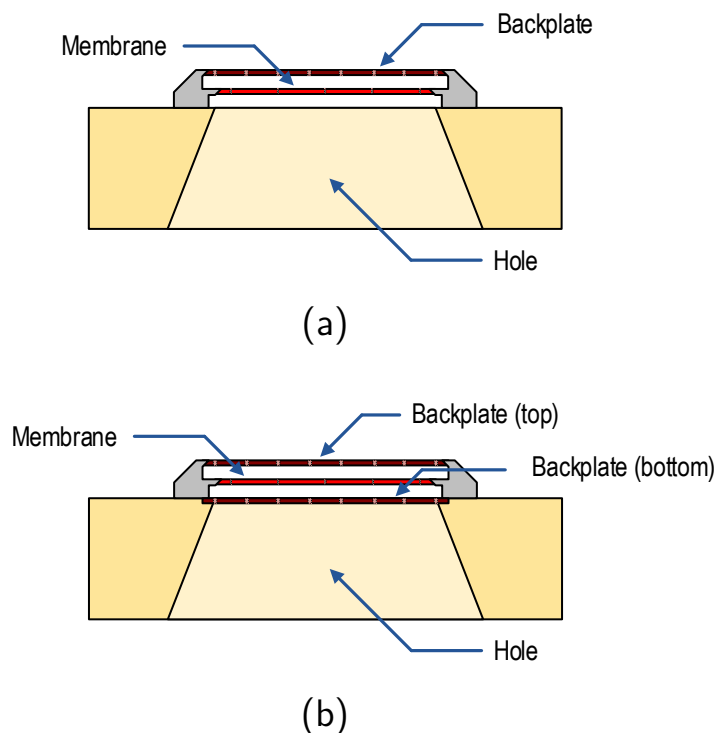 Backplate
Membrane
Hole
(a)
Backplate (top)
Membrane
Backplate (bottom)
Hole
(b)